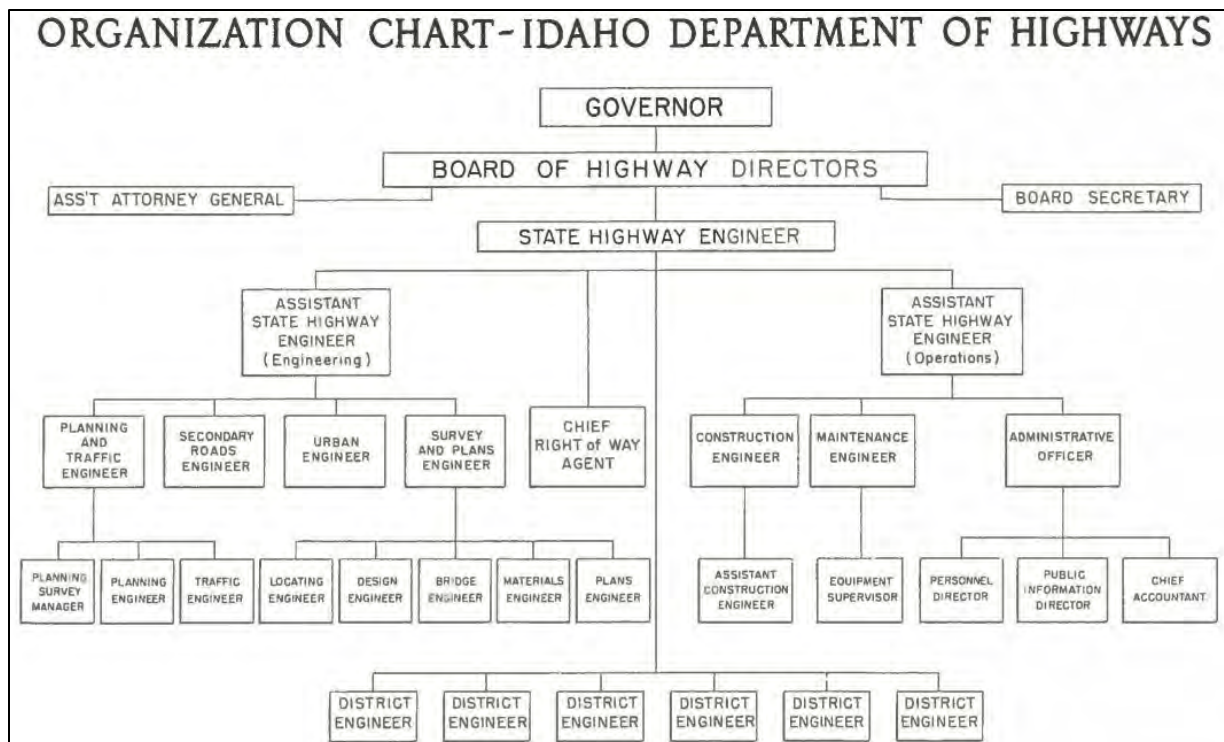 ORGANIZATION CHART-IDAHO DEPARTMENT OF HIGHWAYS
GOVERNOR
BOARD OF HIGHWAY DIRECTORS
ASS'T ATTORNEY GENERAL
BOARD SECRETARY
STATE HIGHWAY ENGINEER
ASSISTANT
STATE HIGHWAY
ENGINEER
(Engineering)
ASSISTANT
STATE HIGHWAY
ENGINEER
(Operations)
PLANNING
AND
TRAFFIC
ENGINEER
SECONDARY
ROADS
ENGINEER
URBAN
ENGINEER
SURVEY
AND PLANS
ENGINEER
CHIEF
RIGHT of WAY
AGENT
CONSTRUCTION
ENGINEER
MAINTENANCE
ENGINEER
ADMINISTRATIVE
OFFICER
PLANNING
SURVEY
MANAGER
PLANNING
ENGINEER
TRAFFIC
ENGINEER
LOCATING
ENGINEER
DESIGN
ENGINEER
BRIDGE
ENGINEER
MATERIALS
ENGINEER
PLANS
ENGINEER
ASSISTANT
CONSTRUCTION
ENGINEER
EQUIPMENT
SUPERVISOR
PERSONNEL
DIRECTOR
PUBLIC
INFORMATION
DIRECTOR
CHIEF
ACCOUNTANT
DISTRICT
ENGINEER
DISTRICT
ENGINEER
DISTRICT
ENGINEER
DISTRICT
ENGINEER
DISTRICT
ENGINEER
DISTRICT
ENGINEER